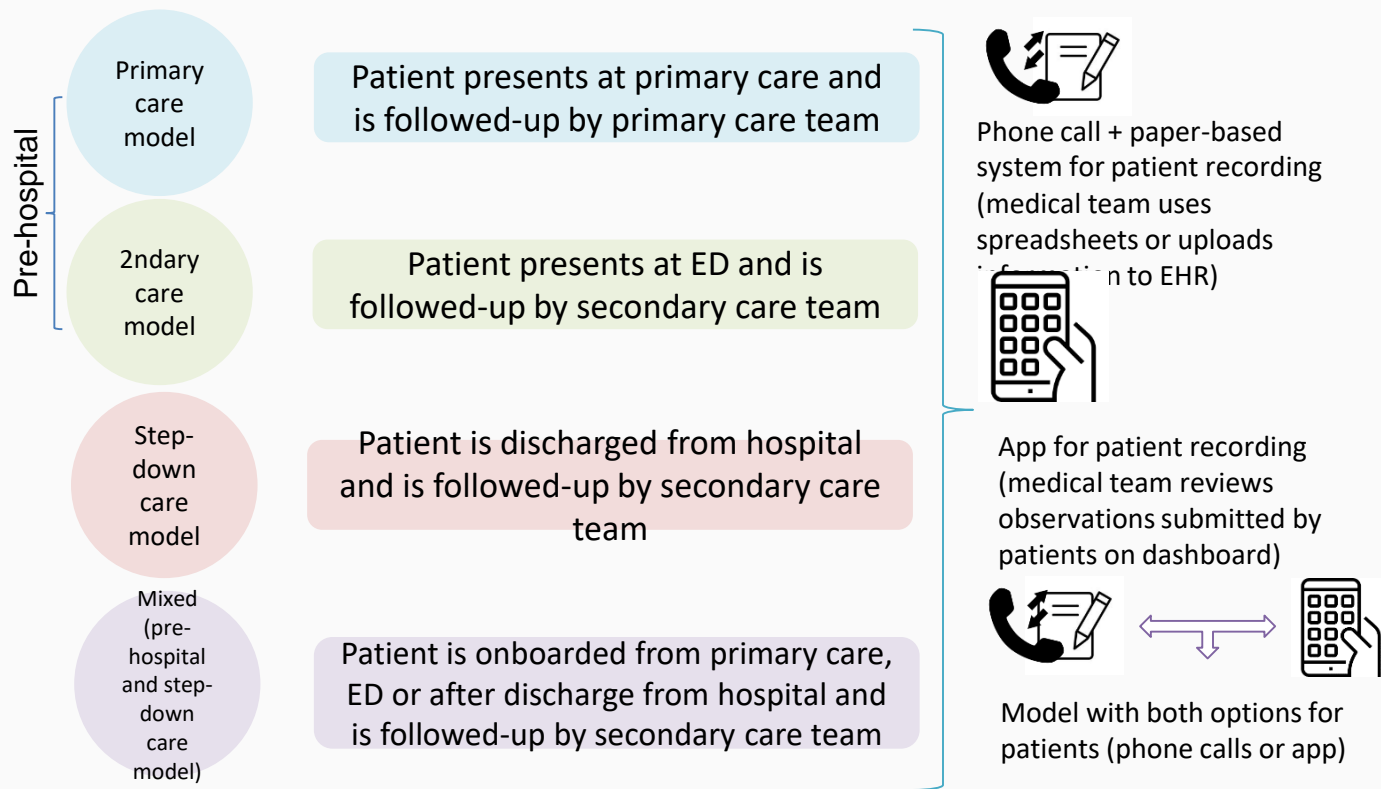 Pre-hospital
Primary
care
model
Patient presents at primary care and
is followed-up by primary care team
2ndary
care
model
Patient presents at ED and is
followed-up by secondary care team
Step-
down
care
model
Patient is discharged from hospital
and is followed-up by secondary care
team
Mixed
(pre-
hospital
and step-
down
care
model)
Patient is onboarded from primary care,
ED or after discharge from hospital and
is followed-up by secondary care team
Phone call + paper-based
system for patient recording
(medical team uses
spreadsheets or uploads
to EHR)
App for patient recording
(medical team reviews
observations submitted by
patients on dashboard)
Model with both options for
patients (phone calls or app)